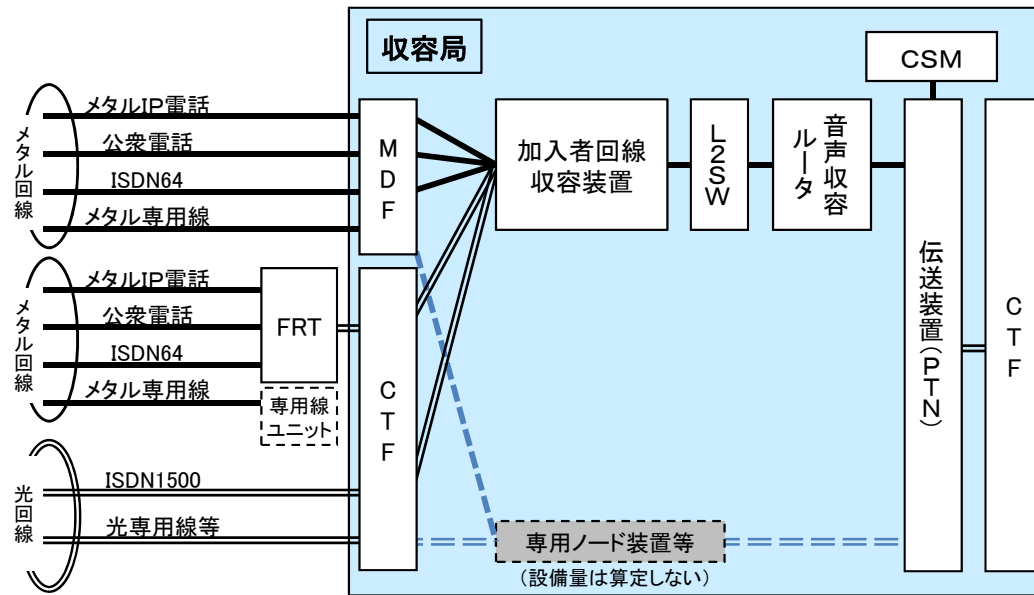 収容局
CSM
メタル回線
メタルIP電話
公衆電話
ISDN64
メタル専用線
MDF
加入者回線
収容装置
L2SW
音声収容
ルータ
伝送装置(PTN)
CTF
メタル回線
メタルIP電話
公衆電話
ISDN64
メタル専用線
FRT
専用線
ユニット
CTF
光回線
ISDN1500
光専用線等
専用ノード装置等
(設備量は算定しない)